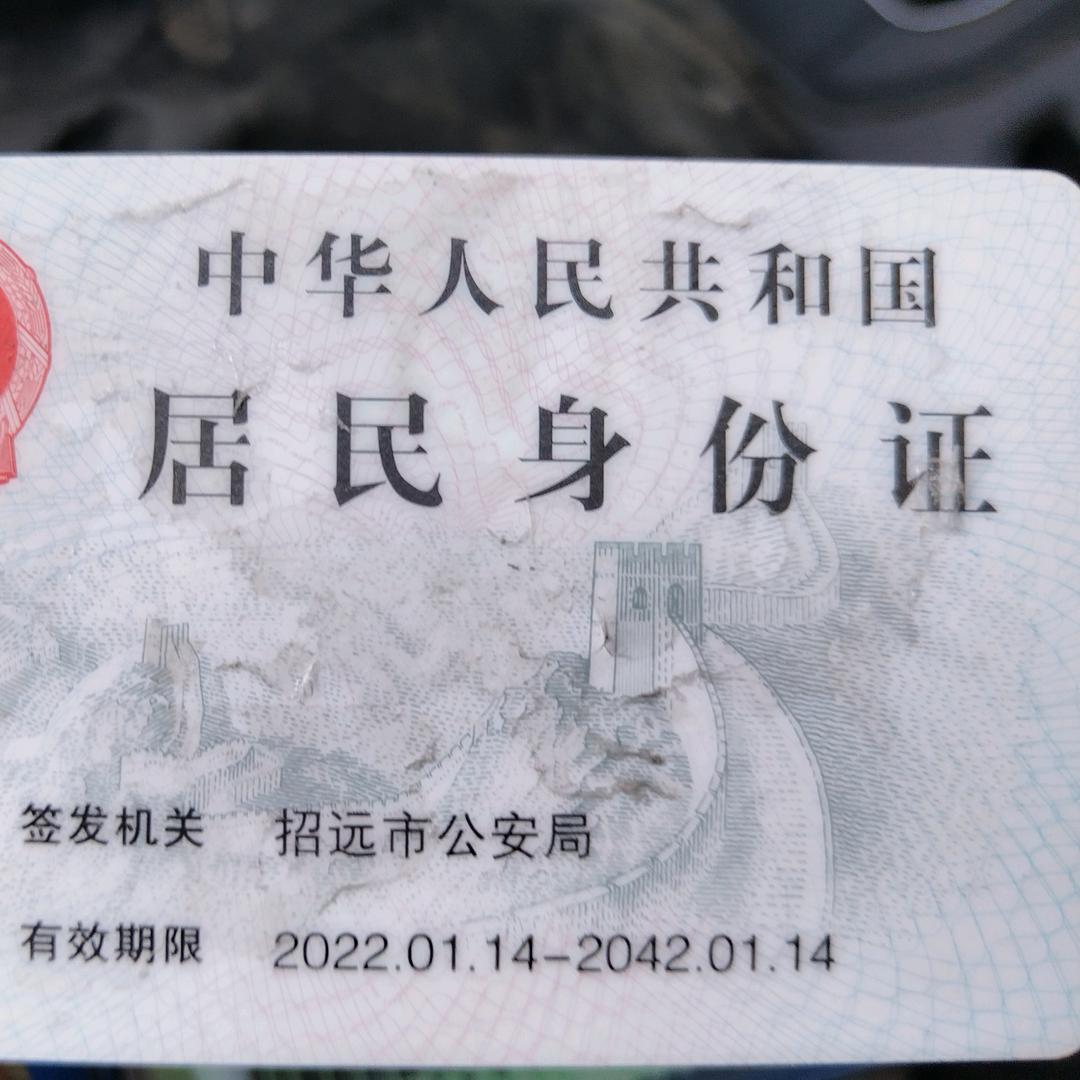 中华人民共和国
居民身份证
签发机关 招远市公安局
有效期限 2022.01.14-2042.01.14